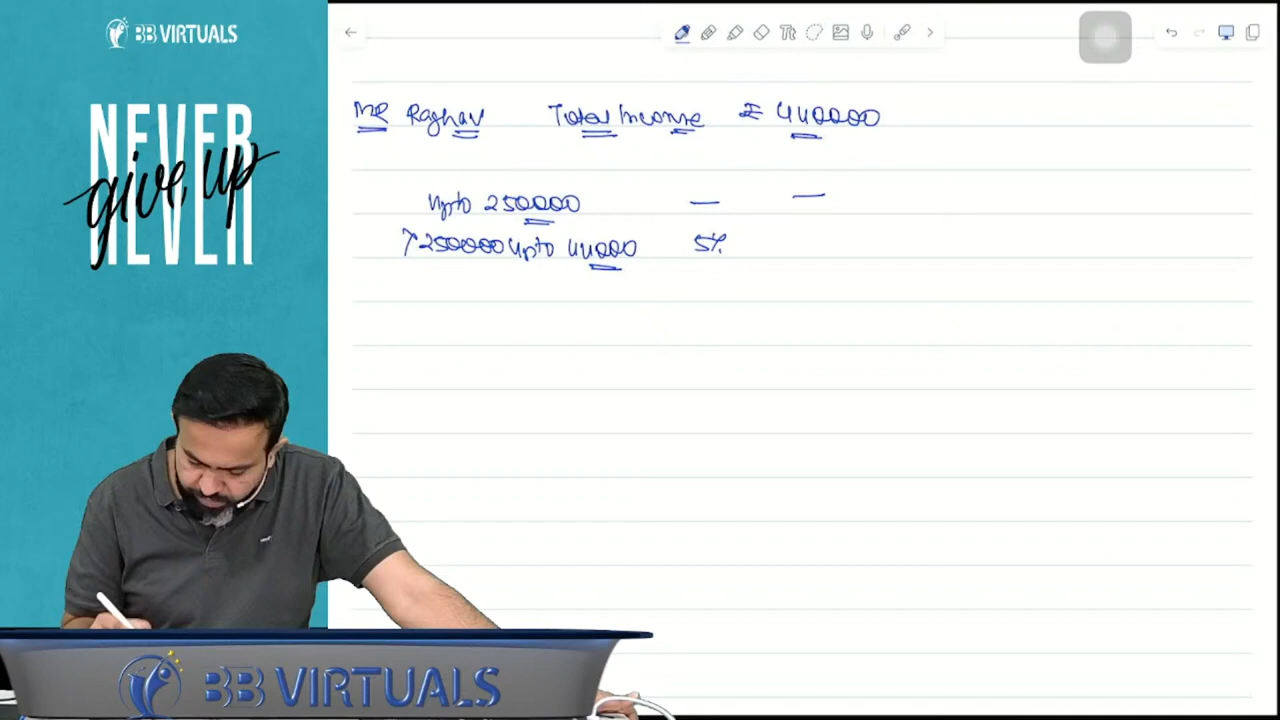 BB VIRTUALS
NEVER
give up
NEVER
MR Raghav Total Income ₹ 440000
Upto 250000 — —
↑250000 upto 440000 5%
BB VIRTUALS